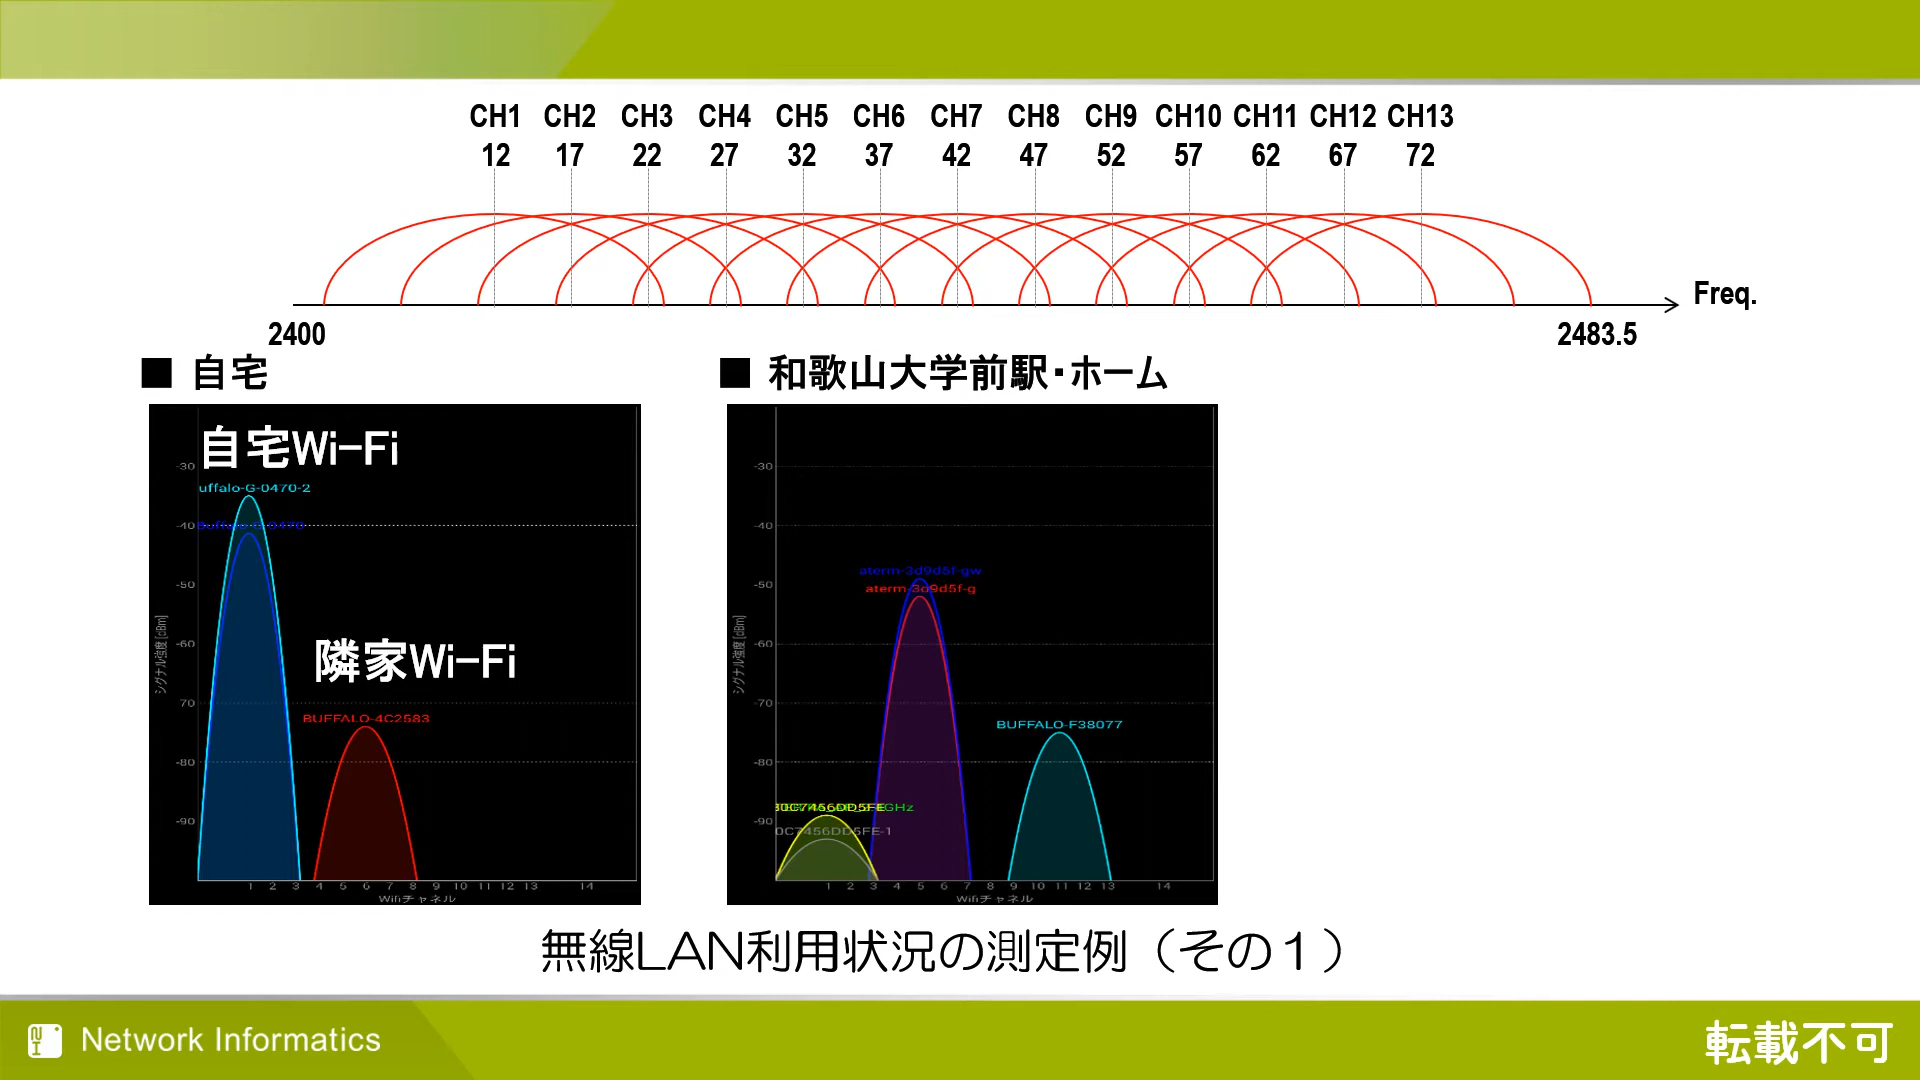 CH1 CH2 CH3 CH4 CH5 CH6 CH7 CH8 CH9 CH10 CH11 CH12 CH13
12 17 22 27 32 37 42 47 52 57 62 67 72
Freq.
2400 2483.5
■ 自宅
自宅Wi-Fi
-30
uffalo-G-0470-2
-40 Buffalo-G-0470
-50
-60
隣家Wi-Fi
-70
BUFFALO-4C2583
-80
-90
シグナル強度[dBm]
1 2 3 4 5 6 7 8 9 10 11 12 13 14
Wifiチャネル
■ 和歌山大学前駅・ホーム
-30
-40
aterm-3d9d5f-gw
-50
aterm-3d9d5f-g
-60
-70
BUFFALO-F38077
-80
GHz
-90
0C7456DD5FE-1
シグナル強度[dBm]
1 2 3 4 5 6 7 8 9 10 11 12 13 14
Wifiチャネル
無線LAN利用状況の測定例（その１）
NI Network Informatics
転載不可